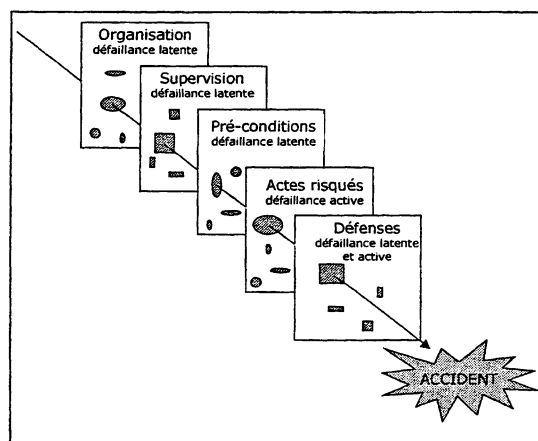 Organisation
défaillance latente
Supervision
défaillance latente
Pré-conditions
défaillance latente
Actes risqués
défaillance active
Défenses
défaillance latente
et active
ACCIDENT